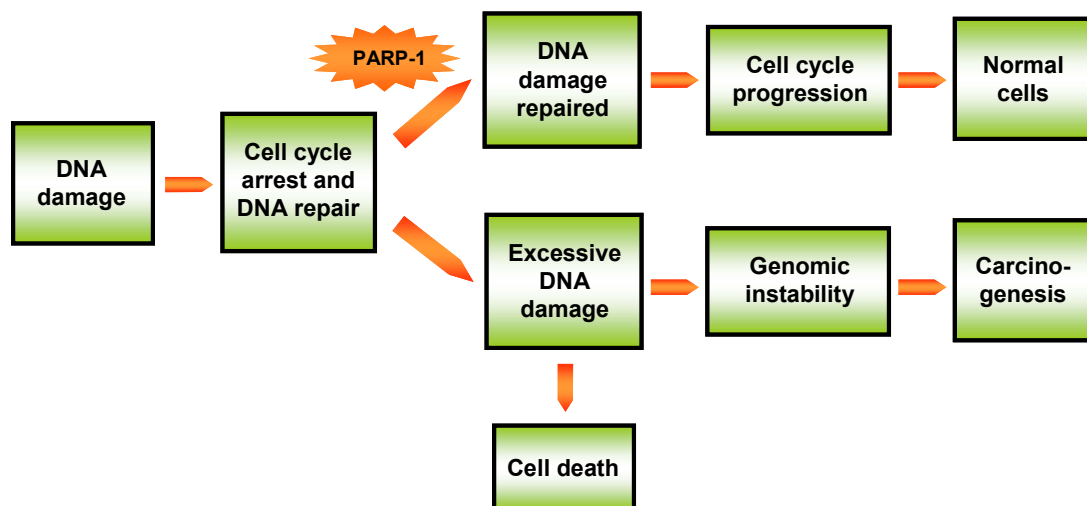 PARP-1
DNA
damage
repaired
Cell cycle
progression
Normal
cells
DNA
damage
Cell cycle
arrest and
DNA repair
Excessive
DNA
damage
Genomic
instability
Carcino-
genesis
Cell death